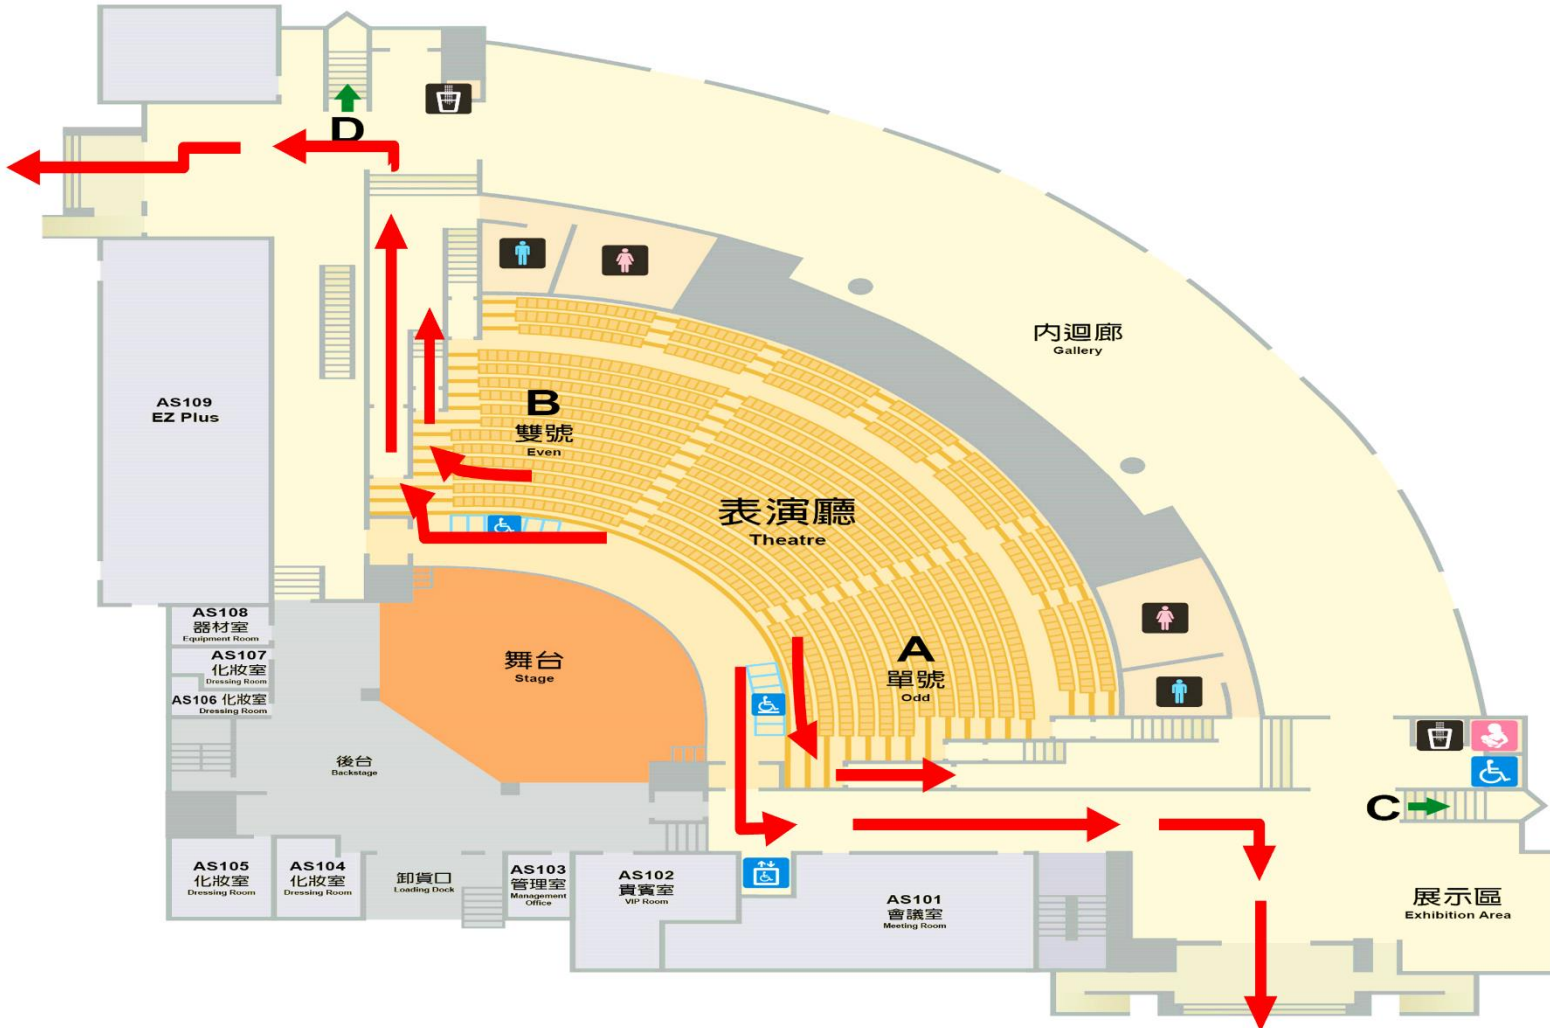 D
内迴廊
Gallery
AS109
EZ Plus
B
雙號
Even
表演廳
Theatre
AS108
器材室
Equipment Room
AS107
化妝室
Dressing Room
AS106 化妝室
Dressing Room
舞台
Stage
A
單號
Odd
後台
Backstage
C
AS105
化妝室
Dressing Room
AS104
化妝室
Dressing Room
卸貨口
Loading Dock
AS103
管理室
Management
Office
AS102
貴賓室
VIP Room
AS101
會議室
Meeting Room
展示區
Exhibition Area